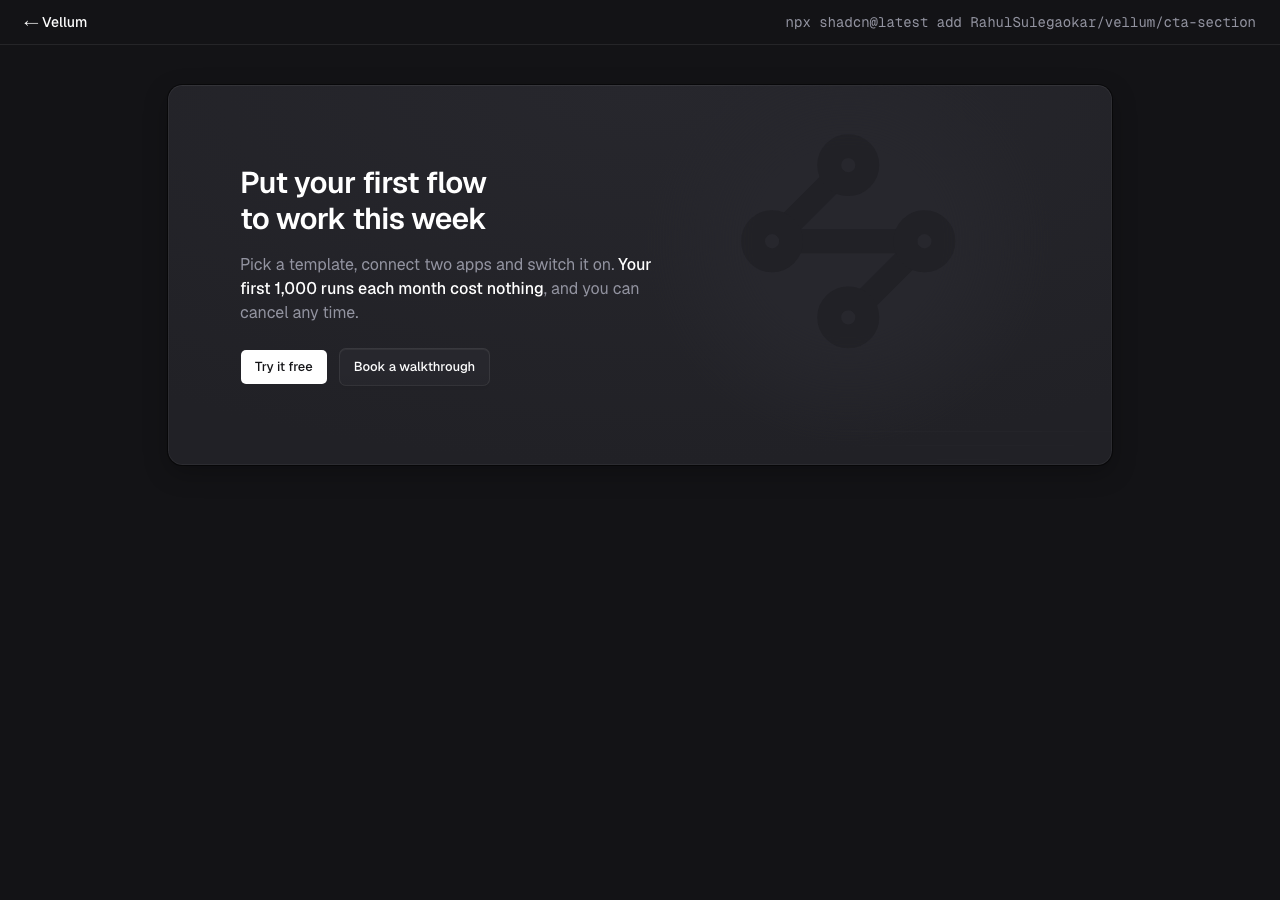 ← Vellum
npx shadcn@latest add RahulSulegaokar/vellum/cta-section
Put your first flow
to work this week
Pick a template, connect two apps and switch it on. Your
first 1,000 runs each month cost nothing, and you can
cancel any time.
Try it free
Book a walkthrough